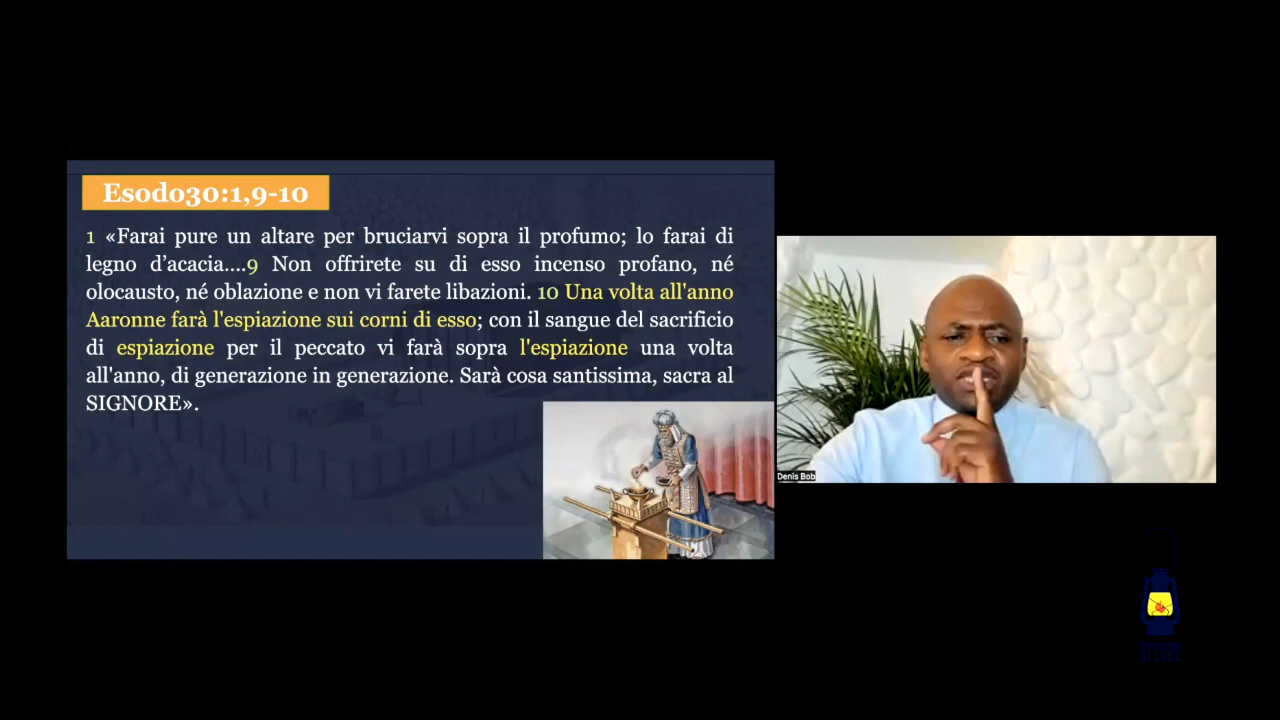 Esodo30:1,9-10
1 «Farai pure un altare per bruciarvi sopra il profumo; lo farai di
legno d’acacia….9 Non offrirete su di esso incenso profano, né
olocausto, né oblazione e non vi farete libazioni. 10 Una volta all'anno
Aaronne farà l'espiazione sui corni di esso; con il sangue del sacrificio
di espiazione per il peccato vi farà sopra l'espiazione una volta
all'anno, di generazione in generazione. Sarà cosa santissima, sacra al
SIGNORE».
Denis Bob
DI LUCE